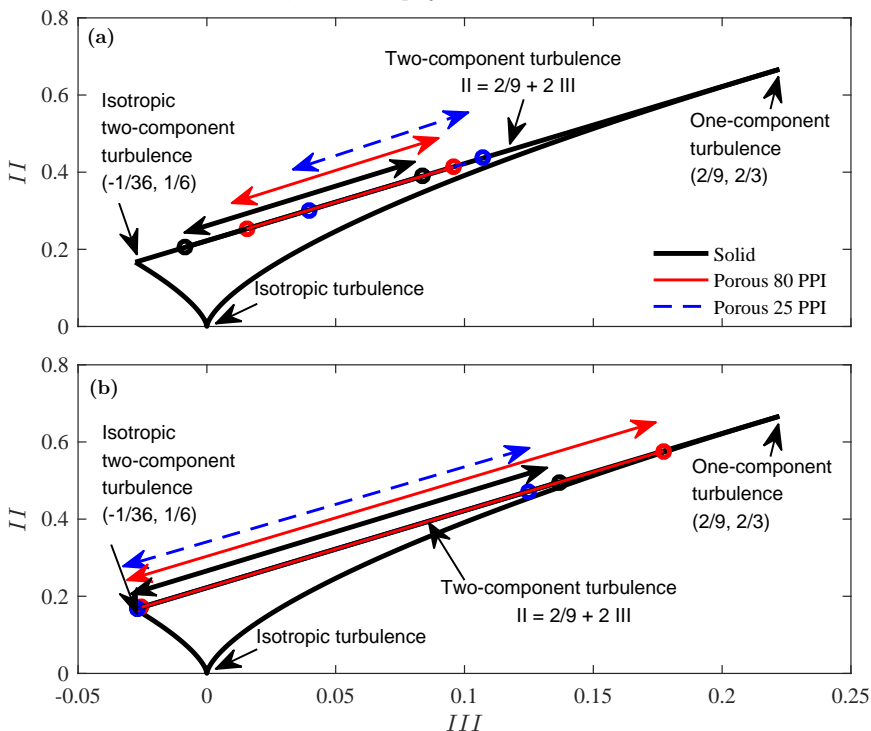 0.8
(a)
Two-component turbulence
II = 2/9 + 2 III
Isotropic
two-component
turbulence
(-1/36, 1/6)
One-component
turbulence
(2/9, 2/3)
0.6
0.4
0.2
0
II
Isotropic turbulence
Solid
Porous 80 PPI
Porous 25 PPI
0.8
(b)
Isotropic
two-component
turbulence
(-1/36, 1/6)
One-component
turbulence
(2/9, 2/3)
0.6
0.4
0.2
0
II
Two-component turbulence
II = 2/9 + 2 III
Isotropic turbulence
-0.05
0
0.05
0.1
0.15
0.2
0.25
III